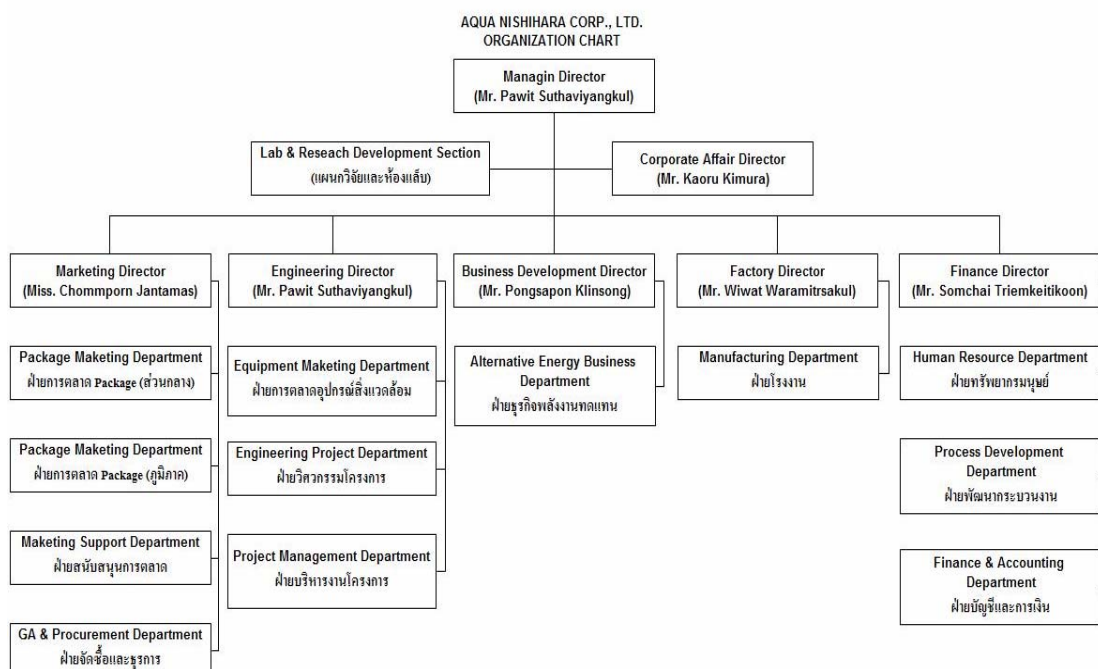 AQUA NISHIHARA CORP., LTD.
ORGANIZATION CHART
Managin Director
(Mr. Pawit Suthaviyangkul)
Lab & Reseach Development Section
(แผนกวิจัยและห้องแล็บ)
Corporate Affair Director
(Mr. Kaoru Kimura)
Marketing Director
(Miss. Chommporn Jantamas)
Engineering Director
(Mr. Pawit Suthaviyangkul)
Business Development Director
(Mr. Pongsapon Klinsong)
Factory Director
(Mr. Wiwat Waramitrsakul)
Finance Director
(Mr. Somchai Triemkeitikoon)
Package Maketing Department
ฝ่ายการตลาด Package (ส่วนกลาง)
Equipment Maketing Department
ฝ่ายการตลาดอุปกรณ์สิ่งแวดล้อม
Alternative Energy Business
Department
ฝ่ายธุรกิจพลังงานทดแทน
Manufacturing Department
ฝ่ายโรงงาน
Human Resource Department
ฝ่ายทรัพยากรมนุษย์
Package Maketing Department
ฝ่ายการตลาด Package (ภูมิภาค)
Engineering Project Department
ฝ่ายวิศวกรรมโครงการ
Process Development
Department
ฝ่ายพัฒนากระบวนงาน
Maketing Support Department
ฝ่ายสนับสนุนการตลาด
Project Management Department
ฝ่ายบริหารงานโครงการ
Finance & Accounting
Department
ฝ่ายบัญชีและการเงิน
GA & Procurement Department
ฝ่ายจัดซื้อและธุรการ